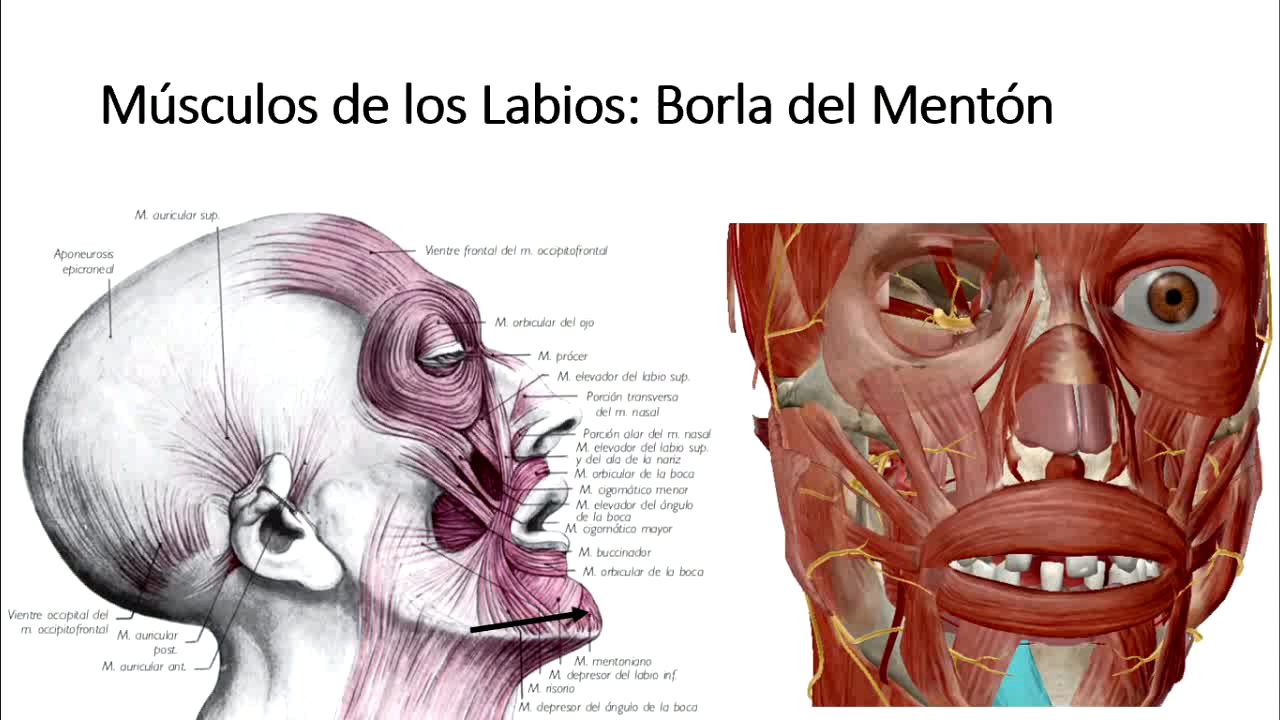 Músculos de los Labios: Borla del Mentón
M. auricular sup.
Aponeurosis
epicraneal
Vientre frontal del m. occipitofrontal
M. orbicular del ojo
M. prócer
M. elevador del labio sup.
Porción transversa
del m. nasal
Porción alar del m. nasal
M. elevador del labio sup.
y del ala de la nariz
M. orbicular de la boca
M. cigomático menor
M. elevador del ángulo
de la boca
M. cigomático mayor
M. buccinador
M. orbicular de la boca
Vientre occipital del
m. occipitofrontal
M. auricular
post.
M. auricular ant.
M. mentoniano
M. depresor del labio inf.
M. risorio
M. depresor del ángulo de la boca